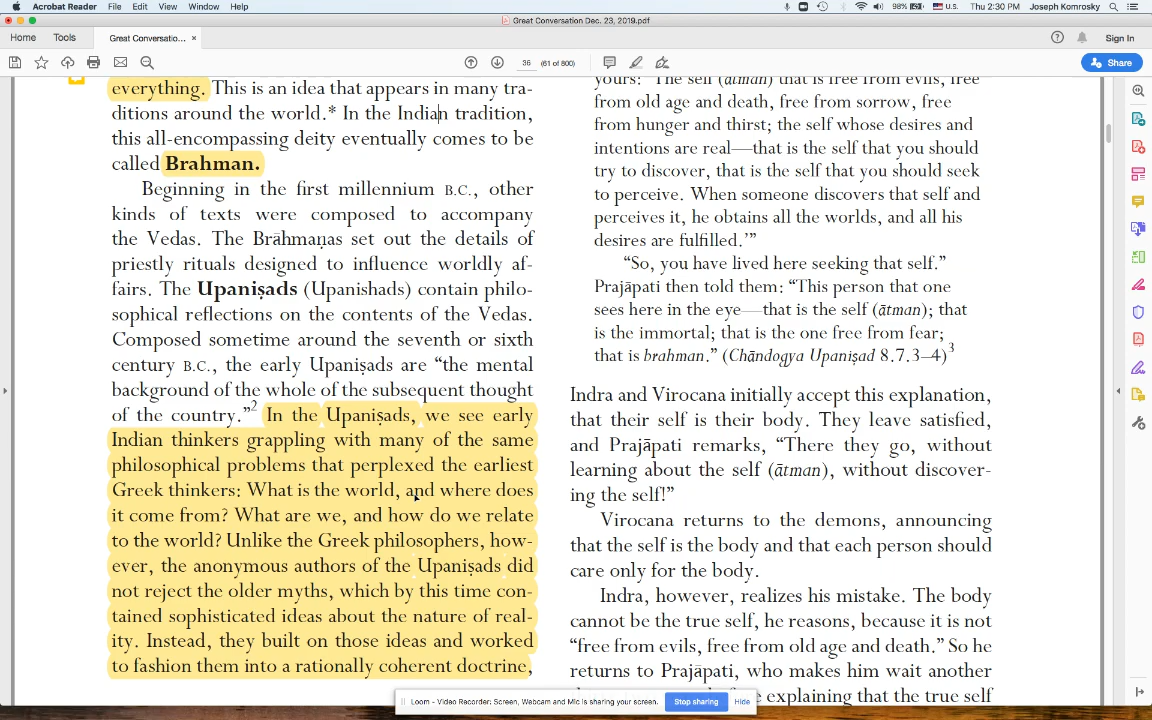 Acrobat Reader File Edit View Window Help
98% U.S. Thu 2:30 PM Joseph Komrosky
Great Conversation Dec. 23, 2019.pdf
Home Tools Great Conversatio... × Sign In
36 (61 of 800) Share
everything. This is an idea that appears in many tra-
ditions around the world.* In the Indian tradition,
this all-encompassing deity eventually comes to be
called Brahman.
Beginning in the first millennium B.C., other
kinds of texts were composed to accompany
the Vedas. The Brāhmaṇas set out the details of
priestly rituals designed to influence worldly af-
fairs. The Upaniṣads (Upanishads) contain philo-
sophical reflections on the contents of the Vedas.
Composed sometime around the seventh or sixth
century B.C., the early Upaniṣads are “the mental
background of the whole of the subsequent thought
of the country.”2 In the Upaniṣads, we see early
Indian thinkers grappling with many of the same
philosophical problems that perplexed the earliest
Greek thinkers: What is the world, and where does
it come from? What are we, and how do we relate
to the world? Unlike the Greek philosophers, how-
ever, the anonymous authors of the Upaniṣads did
not reject the older myths, which by this time con-
tained sophisticated ideas about the nature of real-
ity. Instead, they built on those ideas and worked
to fashion them into a rationally coherent doctrine,
yours: “The self (ātman) that is free from evils, free
from old age and death, free from sorrow, free
from hunger and thirst; the self whose desires and
intentions are real—that is the self that you should
try to discover, that is the self that you should seek
to perceive. When someone discovers that self and
perceives it, he obtains all the worlds, and all his
desires are fulfilled.’”
“So, you have lived here seeking that self.”
Prajāpati then told them: “This person that one
sees here in the eye—that is the self (ātman); that
is the immortal; that is the one free from fear;
that is brahman.” (Chāndogya Upaniṣad 8.7.3–4)3
Indra and Virocana initially accept this explanation,
that their self is their body. They leave satisfied,
and Prajāpati remarks, “There they go, without
learning about the self (ātman), without discover-
ing the self!”
Virocana returns to the demons, announcing
that the self is the body and that each person should
care only for the body.
Indra, however, realizes his mistake. The body
cannot be the true self, he reasons, because it is not
“free from evils, free from old age and death.” So he
returns to Prajāpati, who makes him wait another
explaining that the true self
Loom - Video Recorder: Screen, Webcam and Mic is sharing your screen. Stop sharing Hide